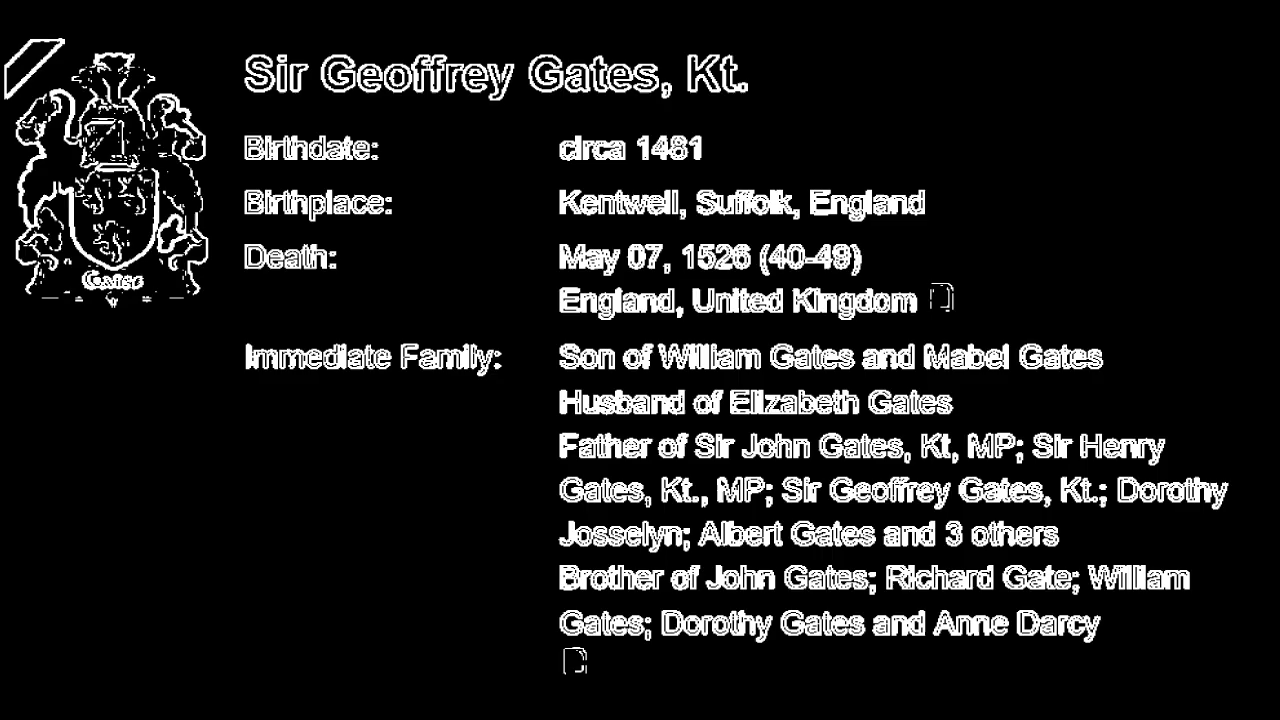 Sir Geoffrey Gates, Kt.
Birthdate: circa 1481
Birthplace: Kentwell, Suffolk, England
Death: May 07, 1526 (40-49)
England, United Kingdom
Immediate Family: Son of William Gates and Mabel Gates
Husband of Elizabeth Gates
Father of Sir John Gates, Kt, MP; Sir Henry
Gates, Kt., MP; Sir Geoffrey Gates, Kt.; Dorothy
Josselyn; Albert Gates and 3 others
Brother of John Gates; Richard Gate; William
Gates; Dorothy Gates and Anne Darcy
Gates